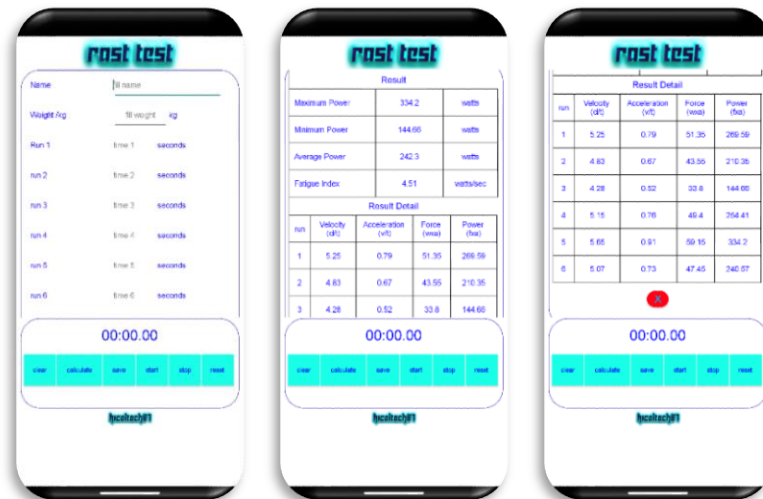 rast test
Name fill name
Weight /kg fill weight kg
Run 1 time 1 seconds
run 2 time 2 seconds
run 3 time 3 seconds
run 4 time 4 seconds
run 5 time 5 seconds
run 6 time 6 seconds
00:00.00
clear calculate save start stop reset
rast test
Result
Maximum Power 334.2 watts
Minimum Power 144.66 watts
Average Power 242.3 watts
Fatigue Index 4.51 watts/sec
Result Detail
run Velocity (d/t) Acceleration (v/t) Force (wxa) Power (fxa)
1 5.25 0.79 51.35 269.59
2 4.83 0.67 43.55 210.35
3 4.28 0.52 33.8 144.66
00:00.00
clear calculate save start stop reset
rast test
Result Detail
run Velocity (d/t) Acceleration (v/t) Force (wxa) Power (fxa)
1 5.25 0.79 51.35 269.59
2 4.83 0.67 43.55 210.35
3 4.28 0.52 33.8 144.66
4 5.15 0.76 49.4 254.41
5 5.65 0.91 59.15 334.2
6 5.07 0.73 47.45 240.57
X
00:00.00
clear calculate save start stop reset